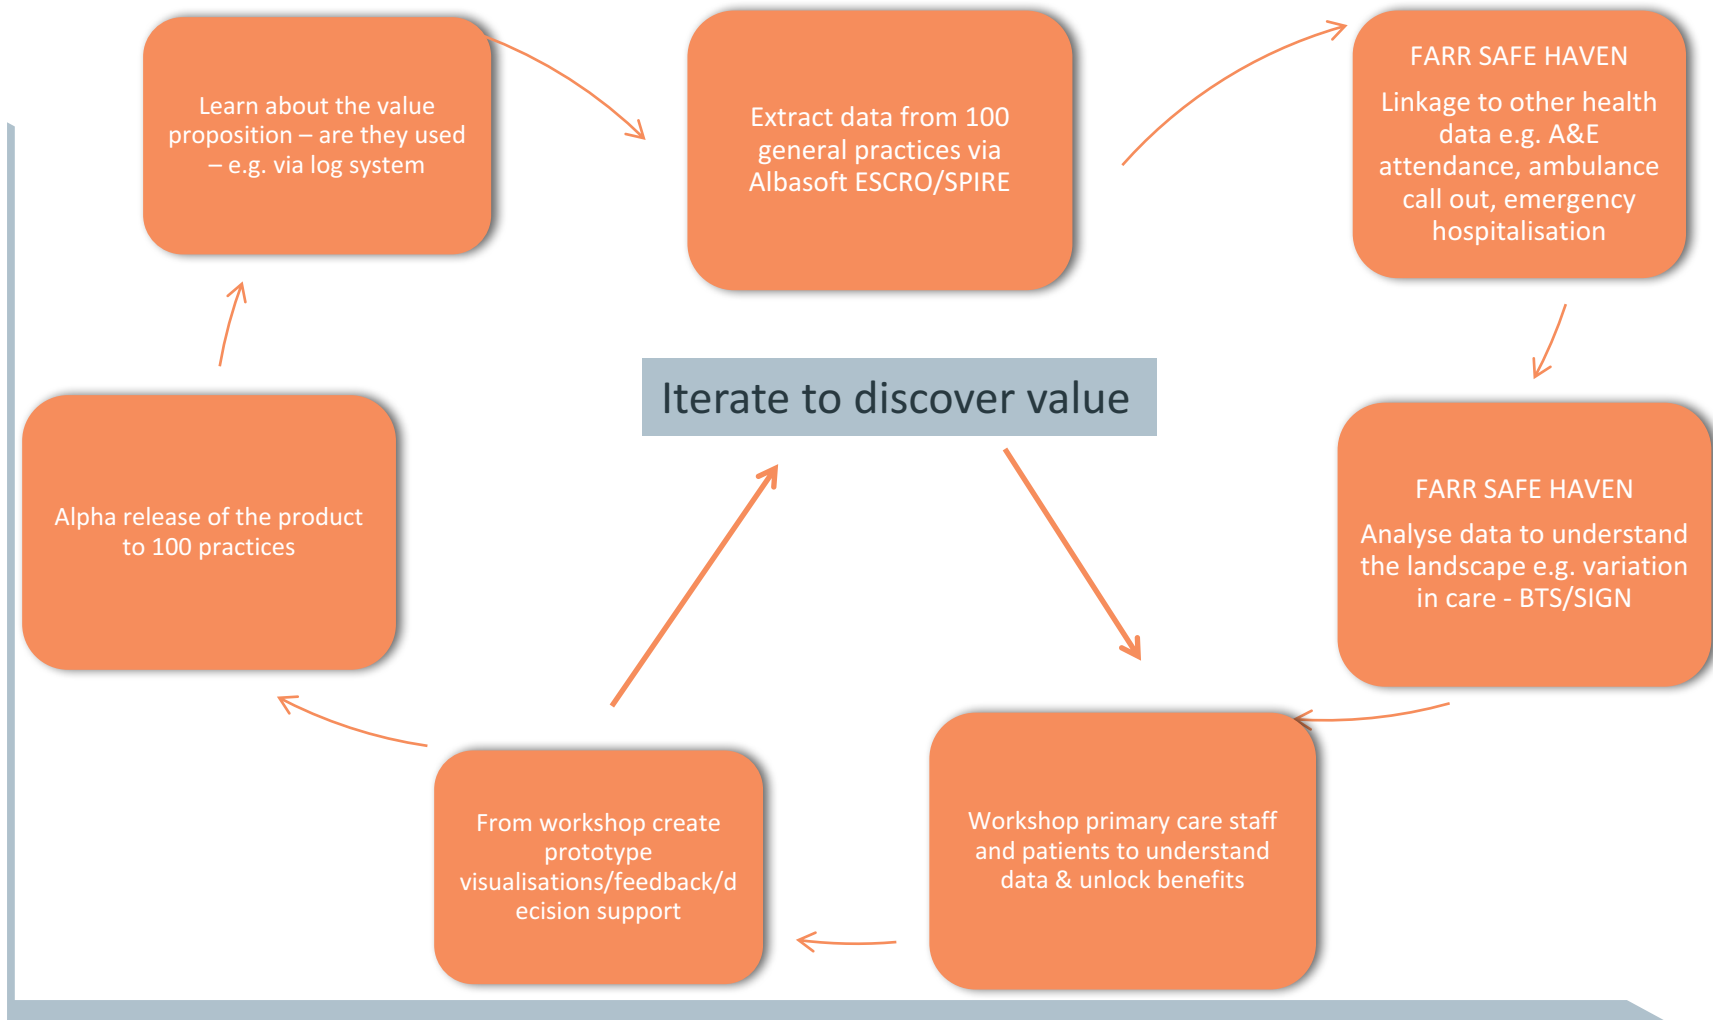 Learn about the value
proposition – are they used
– e.g. via log system
Extract data from 100
general practices via
Albasoft ESCRO/SPIRE
FARR SAFE HAVEN
Linkage to other health
data e.g. A&E
attendance, ambulance
call out, emergency
hospitalisation
Iterate to discover value
FARR SAFE HAVEN
Analyse data to understand
the landscape e.g. variation
in care - BTS/SIGN
Workshop primary care staff
and patients to understand
data & unlock benefits
From workshop create
prototype
visualisations/feedback/d
ecision support
Alpha release of the product
to 100 practices